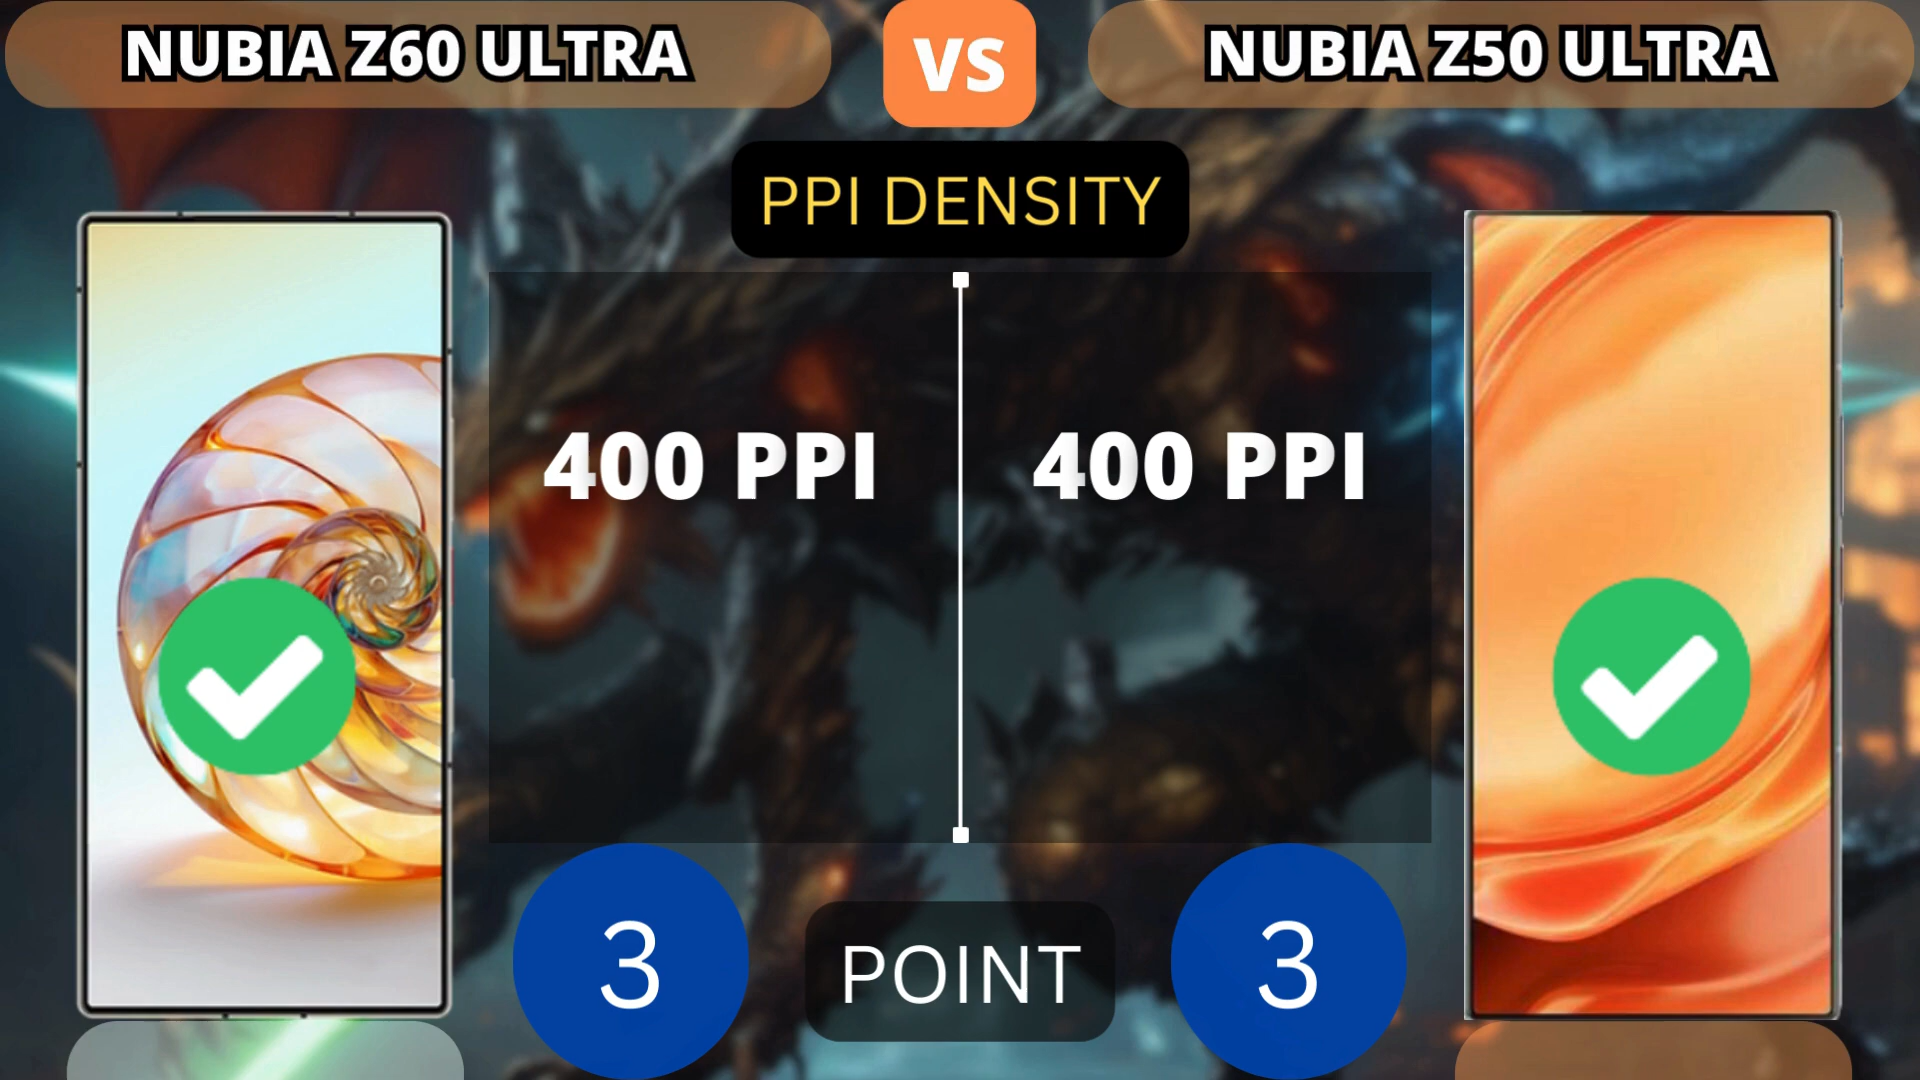 NUBIA Z60 ULTRA
VS
NUBIA Z50 ULTRA
PPI DENSITY
400 PPI
400 PPI
3
POINT
3